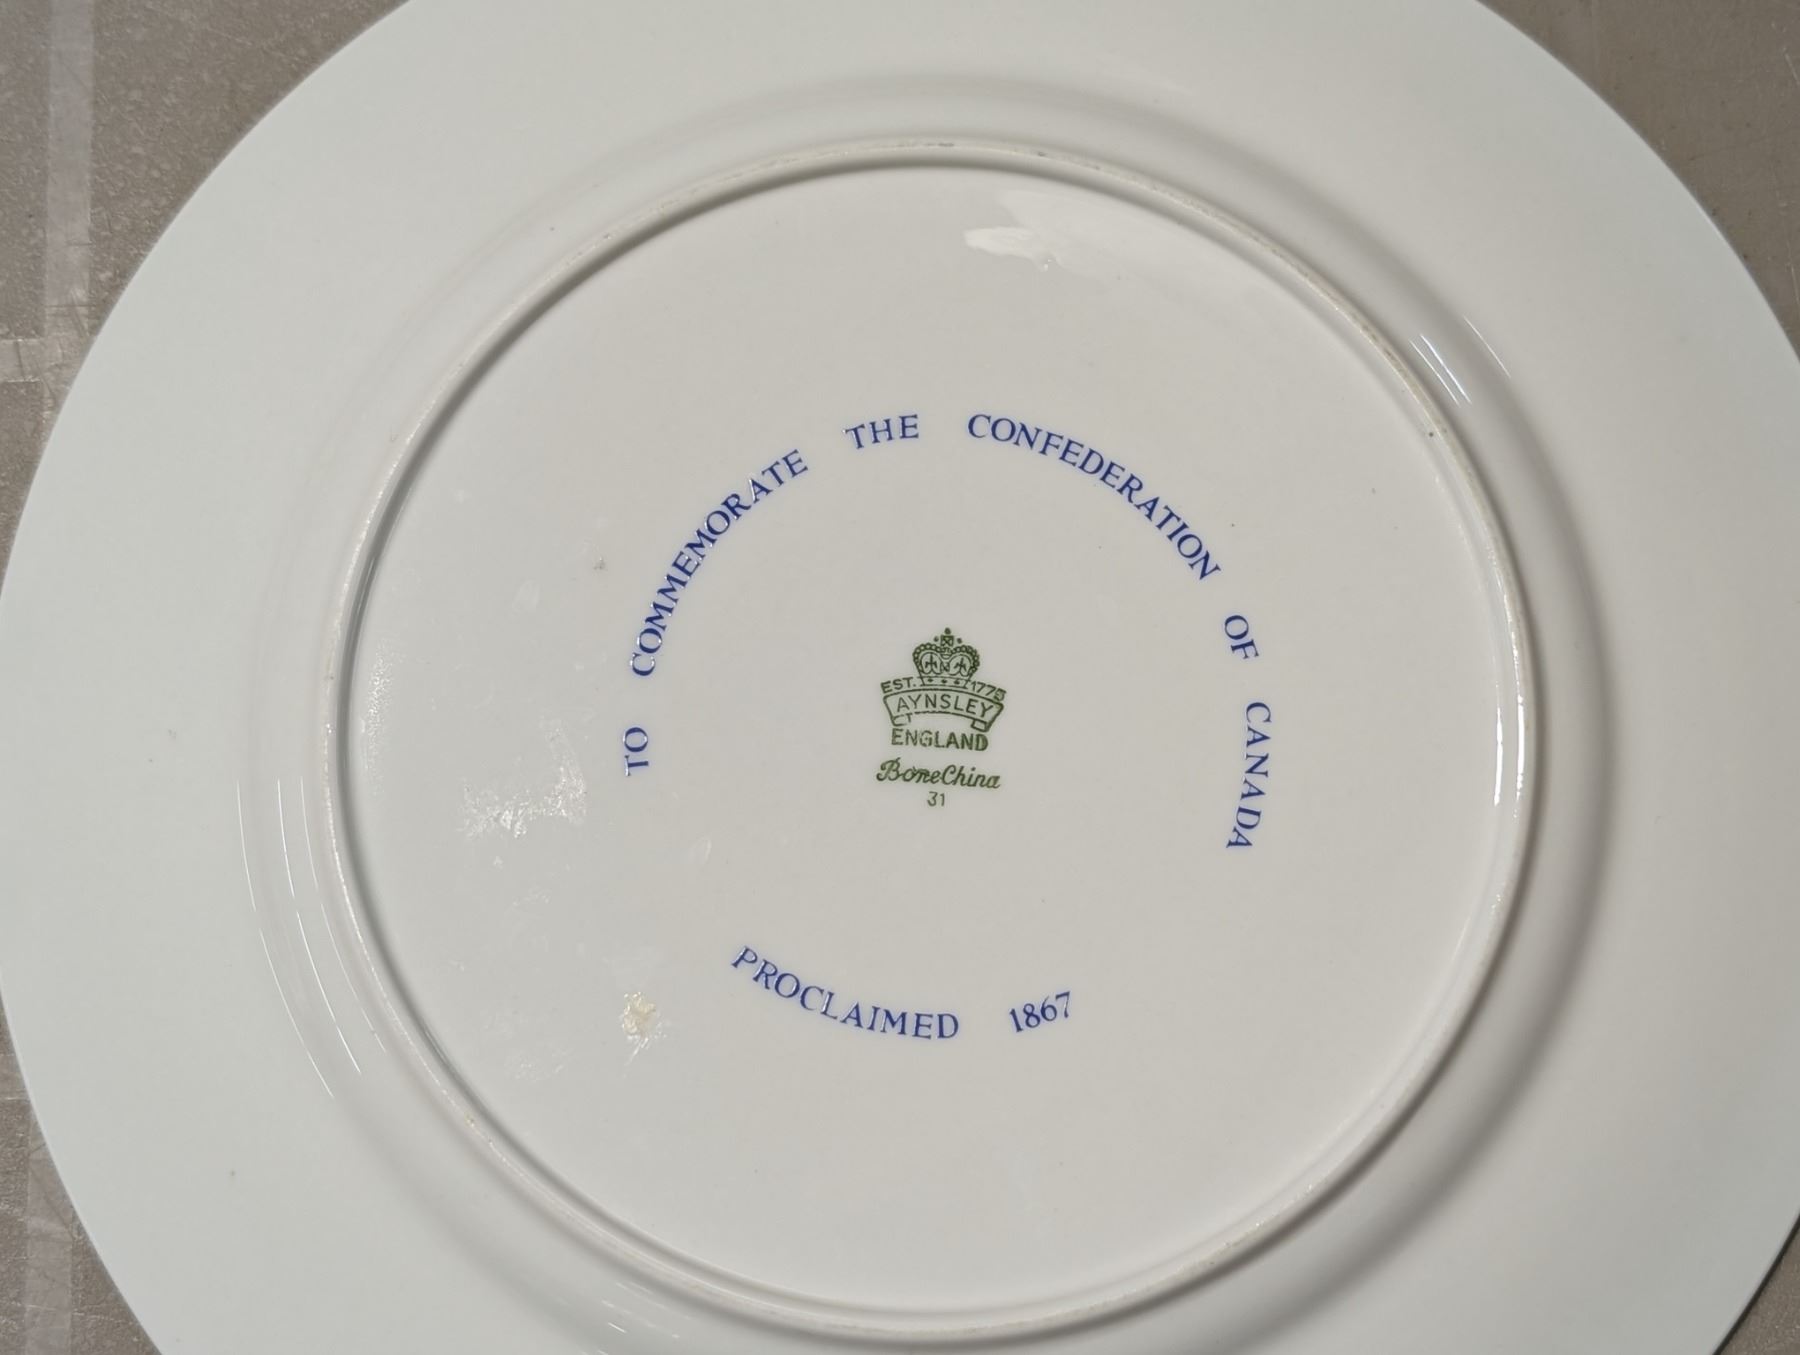 TO COMMEMORATE THE CONFEDERATION OF CANADA
EST. 1775
AYNSLEY
ENGLAND
Bone China
31
PROCLAIMED 1867